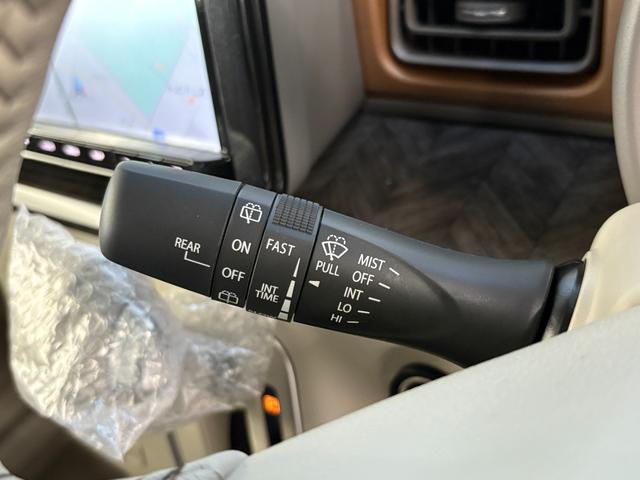 REAR
ON
OFF
FAST
INT
TIME
PULL
MIST
OFF
INT
LO
HI